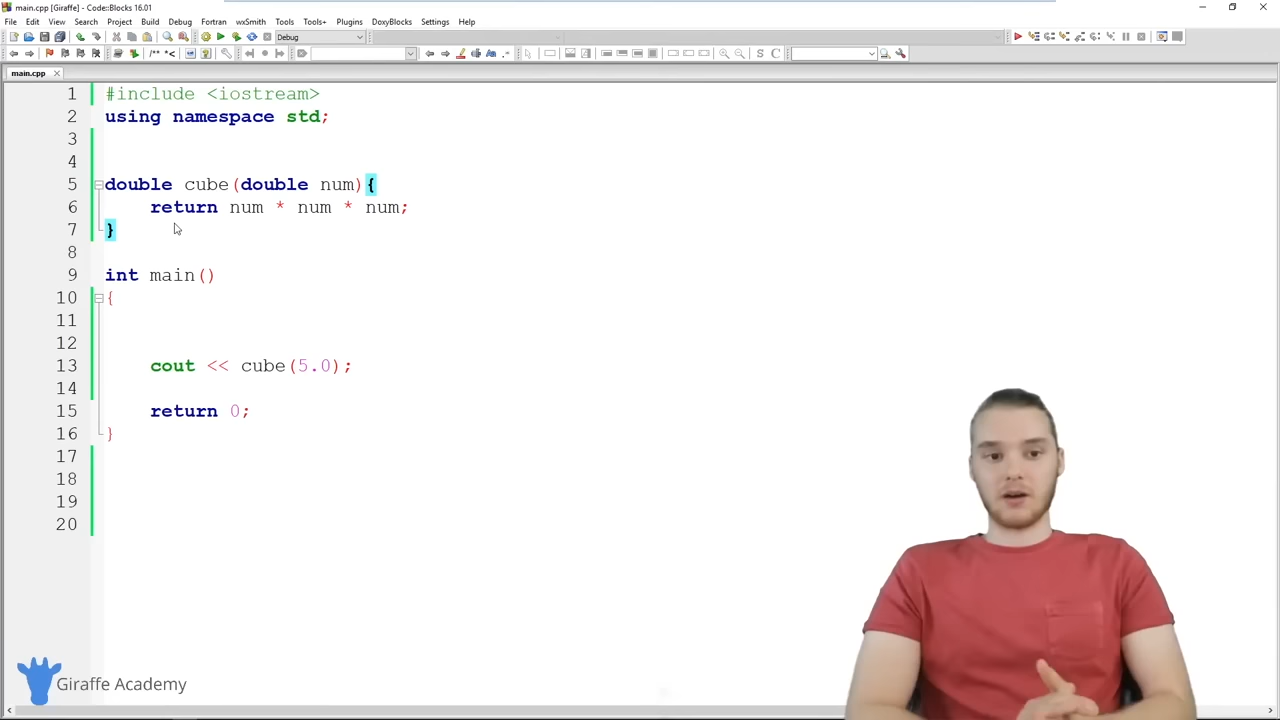 main.cpp [Giraffe] - Code::Blocks 16.01
File Edit View Search Project Build Debug Fortran wxSmith Tools Tools+ Plugins DoxyBlocks Settings Help
Debug
/** *<
S C
main.cpp
1 #include <iostream>
2 using namespace std;
3
4
5 double cube(double num){
6 return num * num * num;
7 }
8
9 int main()
10 {
11
12
13 cout << cube(5.0);
14
15 return 0;
16 }
17
18
19
20
Giraffe Academy